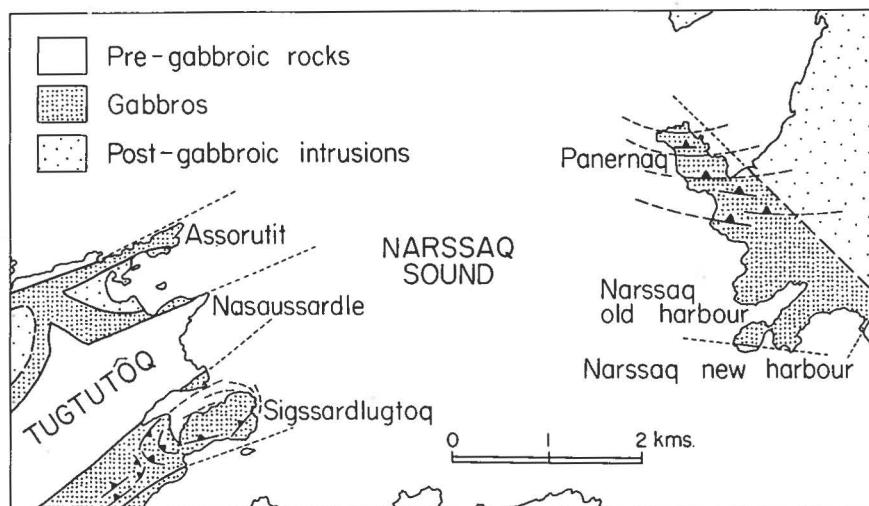 Pre-gabbroic rocks
Gabbros
Post-gabbroic intrusions
Panernaq
Assorutit
NARSSAQ
SOUND
Nasaussardle
Narssaq
old harbour
Narssaq new harbour
TUGTUTÔQ
Sigssardlugtoq
0 1 2 kms.